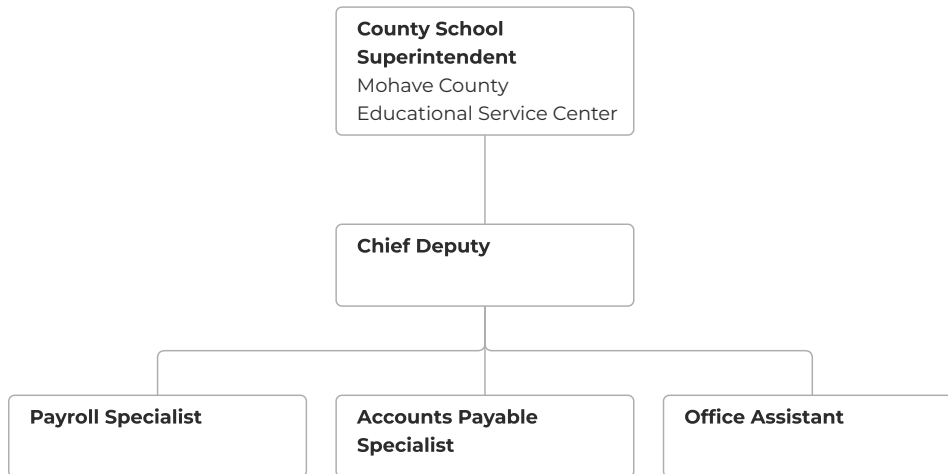 County School
Superintendent
Mohave County
Educational Service Center
Chief Deputy
Payroll Specialist
Accounts Payable
Specialist
Office Assistant